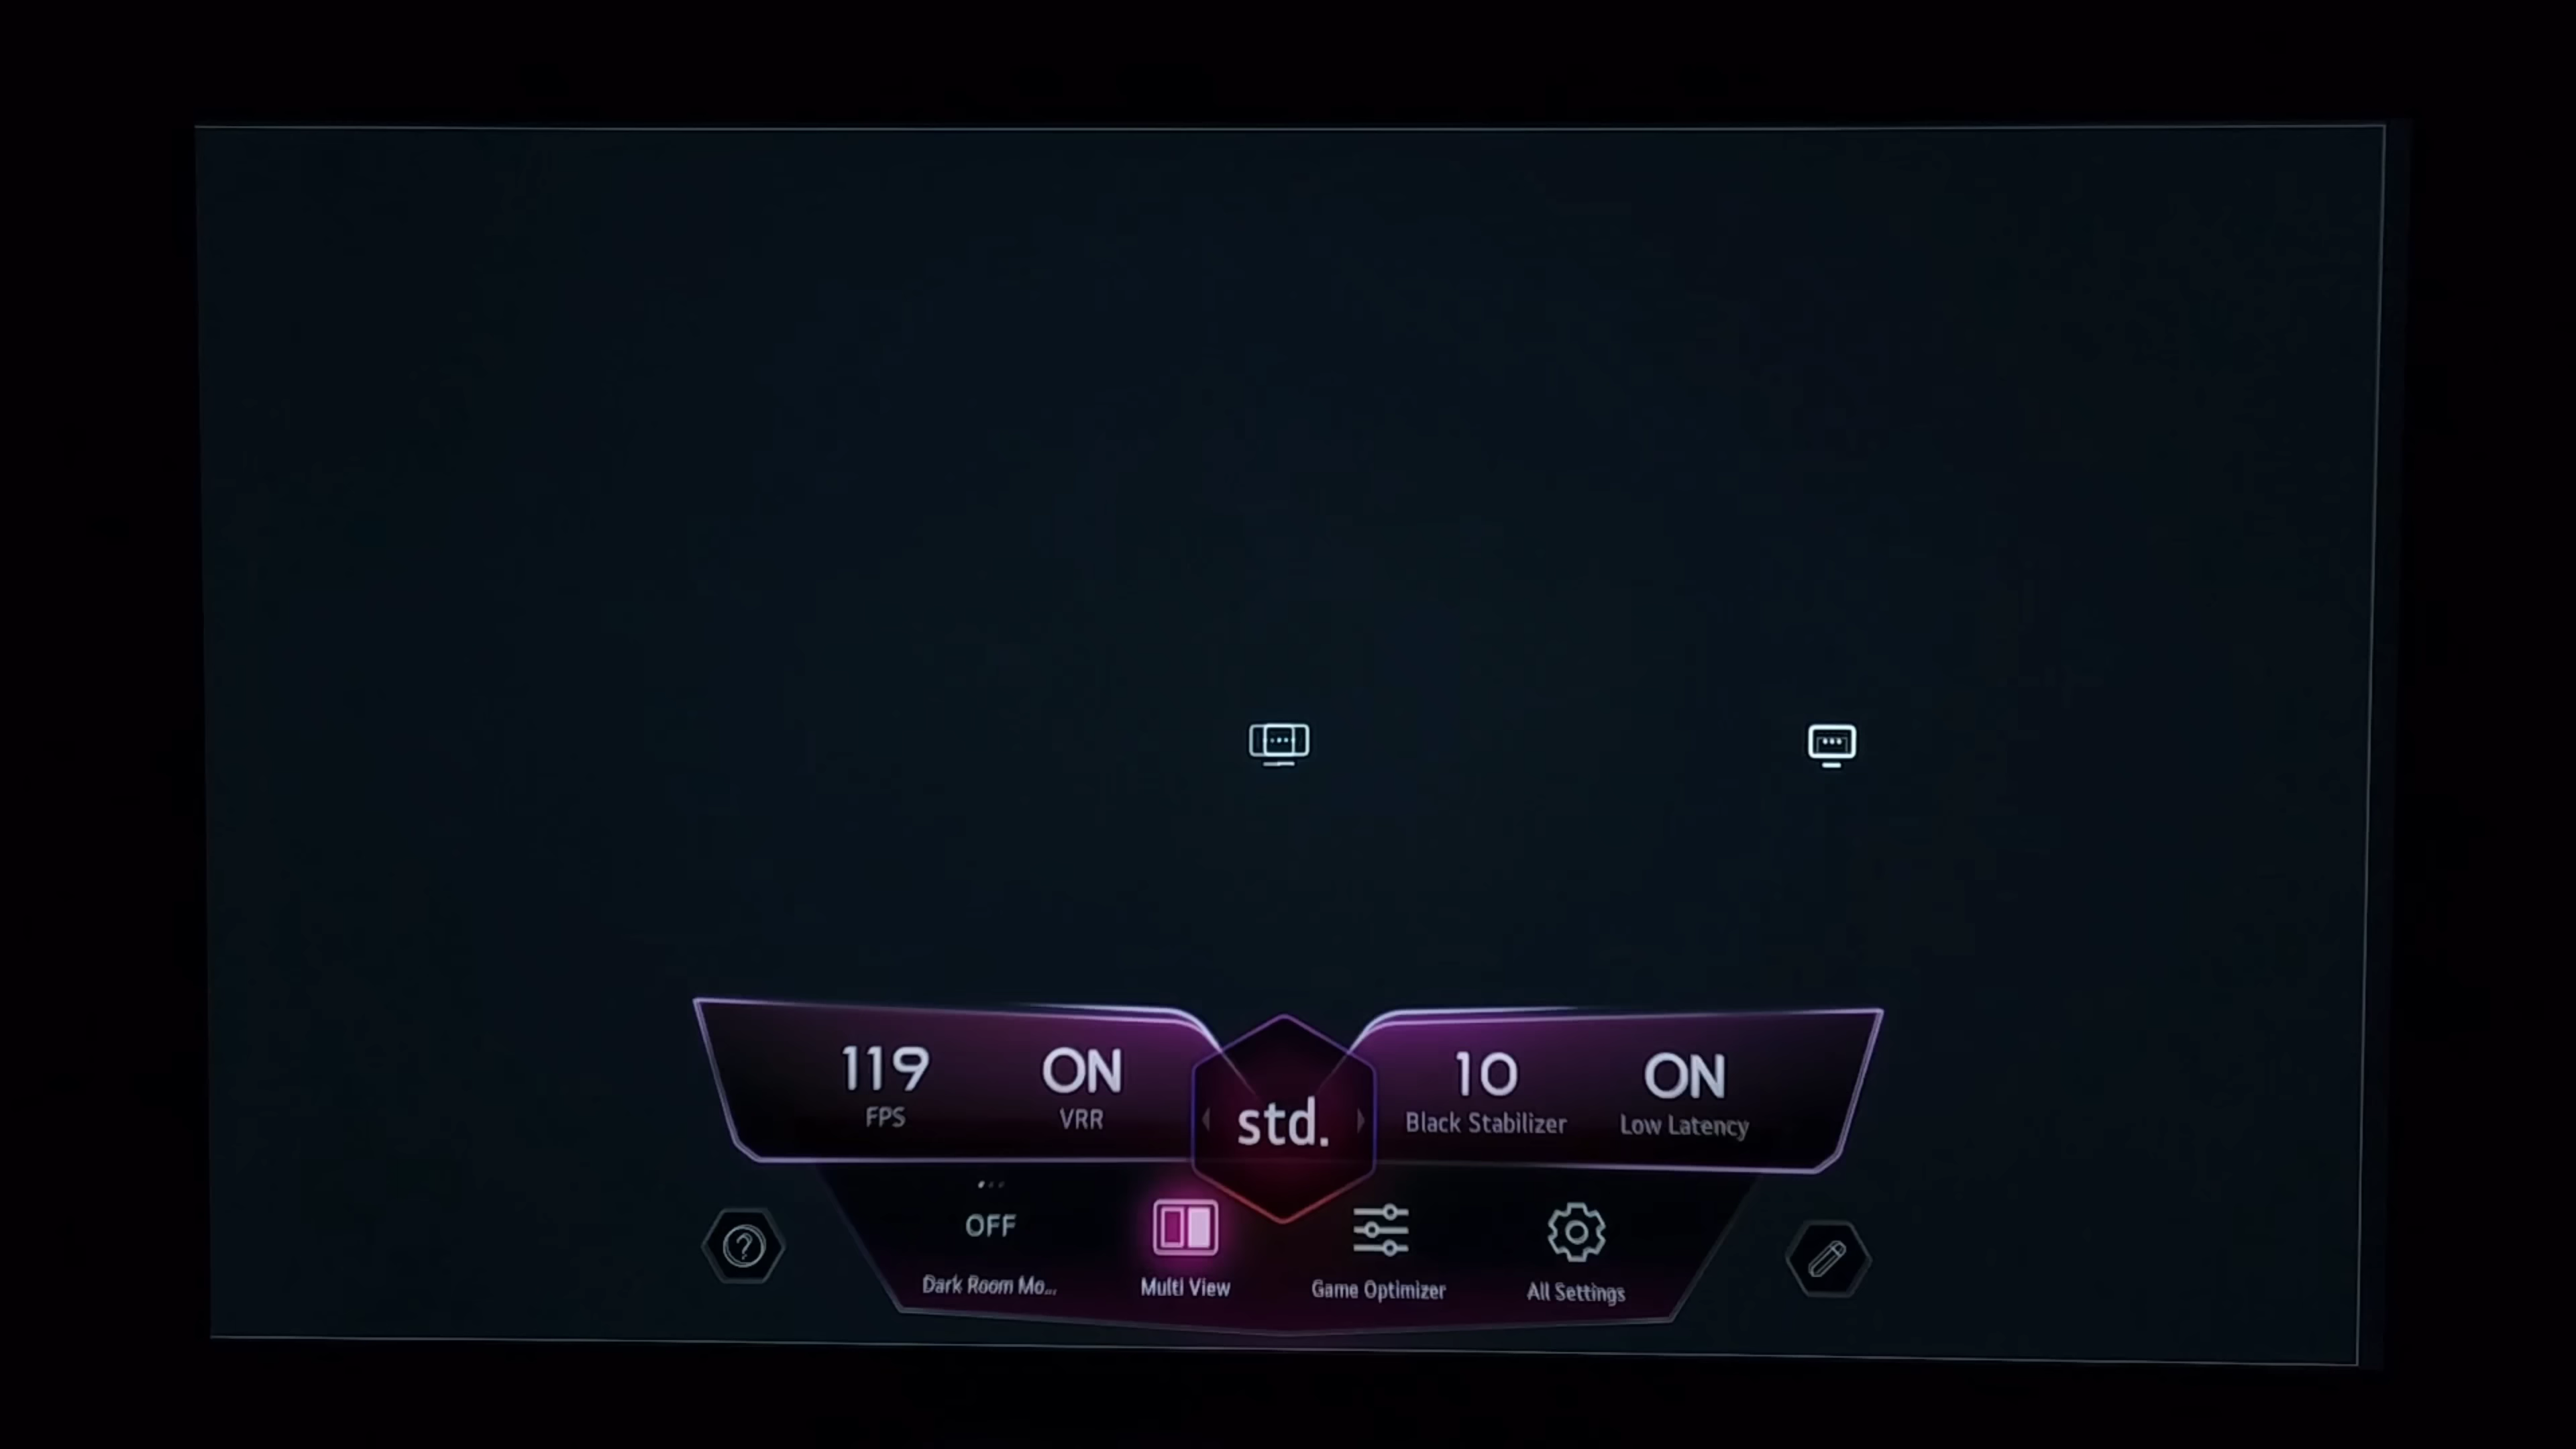 119
FPS
ON
VRR
std.
10
Black Stabilizer
ON
Low Latency
OFF
Dark Room Mo...
Multi View
Game Optimizer
All Settings